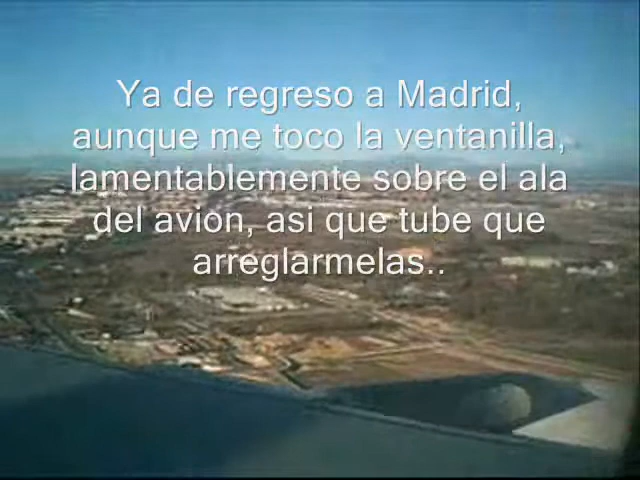 Ya de regreso a Madrid,
aunque me toco la ventanilla,
lamentablemente sobre el ala
del avion, asi que tube que
arreglarmelas..